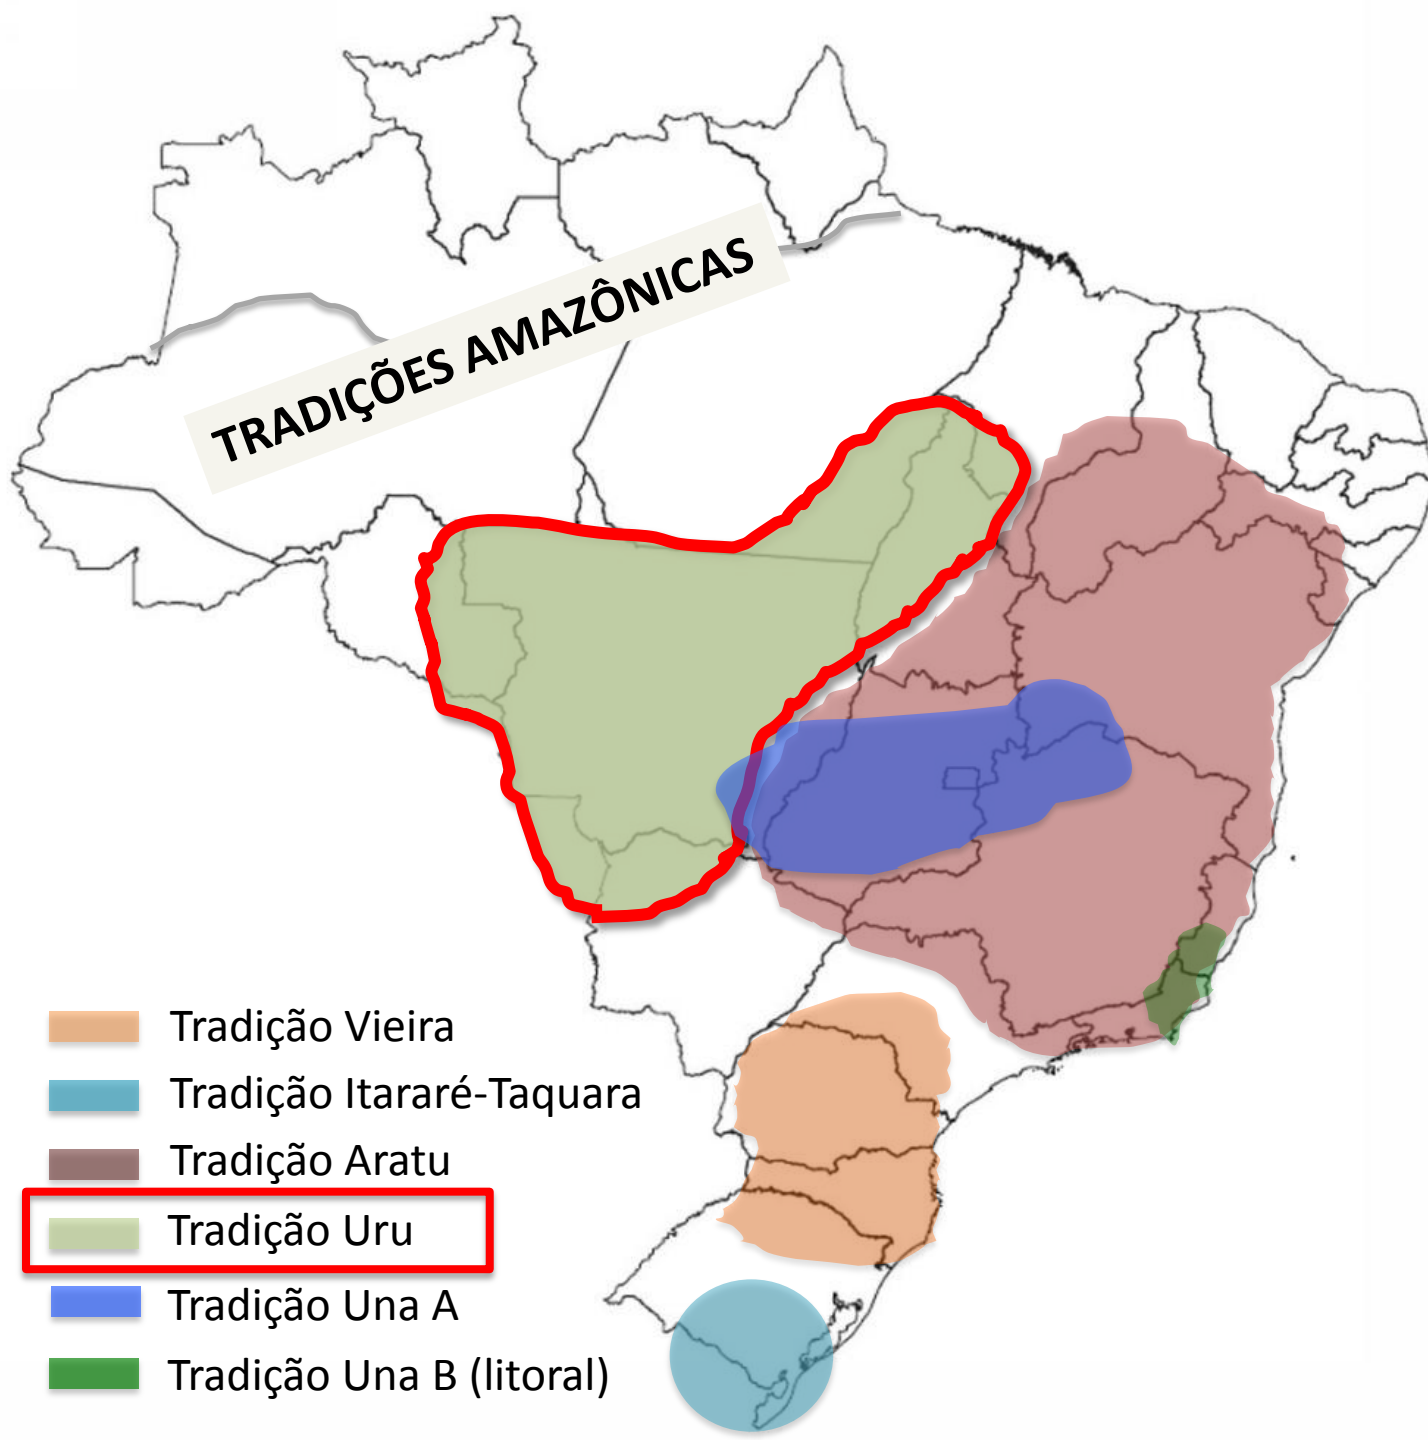 TRADIÇÕES AMAZÔNICAS
Tradição Vieira
Tradição Itararé-Taquara
Tradição Aratu
Tradição Uru
Tradição Una A
Tradição Una B (litoral)